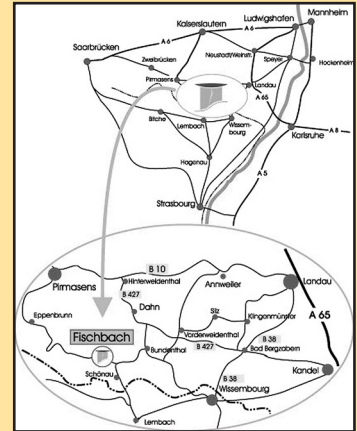 Mannheim
Ludwigshafen
Kaiserslautern
A 6
A 6
Saarbrücken
Zweibrücken
Neustadt/Weinstr.
Speyer
Hockenheim
Pirmasens
Landau
A 65
Bitche
Lembach
Wissem-
bourg
Karlsruhe
A 8
Hagenau
A 5
Strasbourg
B 10
Pirmasens
Hinterweidenthal
Annweiler
Landau
B 427
Dahn
Silz
Klingenmünster
A 65
Eppenbrunn
Fischbach
Vorderweidenthal
B 38
Bundenthal
B 427
Bad Bergzabern
Schönau
Kandel
B 38
Wissembourg
Lembach